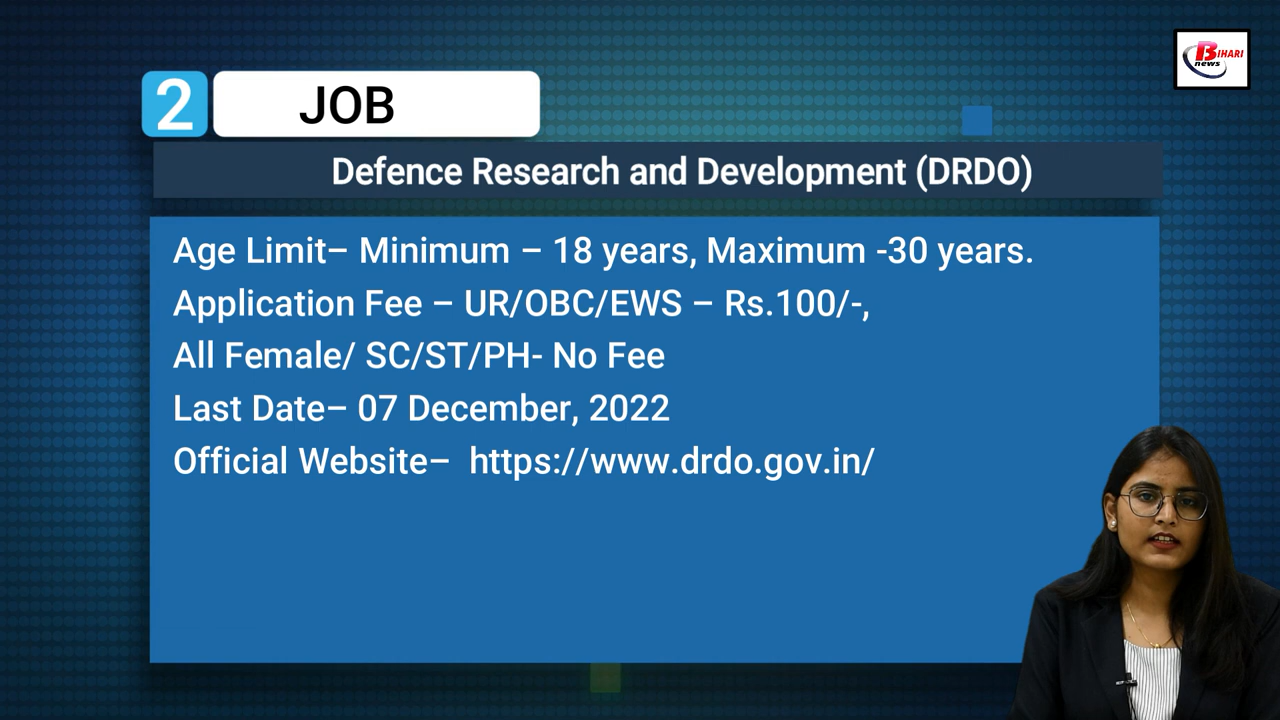 BIHARI
news
2 JOB
Defence Research and Development (DRDO)
Age Limit– Minimum – 18 years, Maximum -30 years.
Application Fee – UR/OBC/EWS – Rs.100/-,
All Female/ SC/ST/PH- No Fee
Last Date– 07 December, 2022
Official Website– https://www.drdo.gov.in/